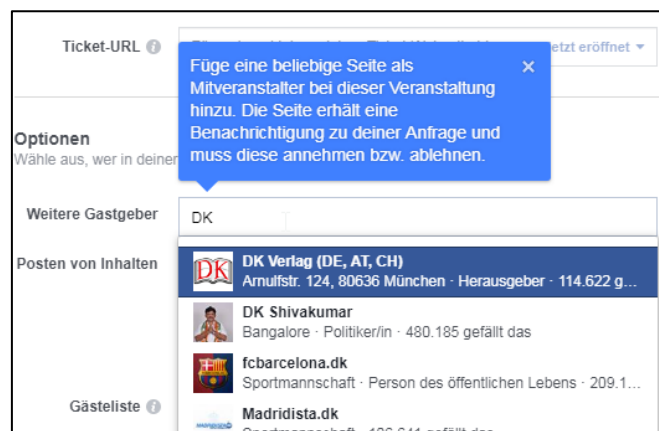 Ticket-URL
etzt eröffnet
Füge eine beliebige Seite als
Mitveranstalter bei dieser Veranstaltung
hinzu. Die Seite erhält eine
Benachrichtigung zu deiner Anfrage und
muss diese annehmen bzw. ablehnen.
Optionen
Wähle aus, wer in deiner
Weitere Gastgeber
DK
Posten von Inhalten
DK
DK Verlag (DE, AT, CH)
Arnulfstr. 124, 80636 München · Herausgeber · 114.622 g...
DK Shivakumar
Bangalore · Politiker/in · 480.185 gefällt das
fcbarcelona.dk
Sportmannschaft · Person des öffentlichen Lebens · 209.1...
Gästeliste
Madridista.dk